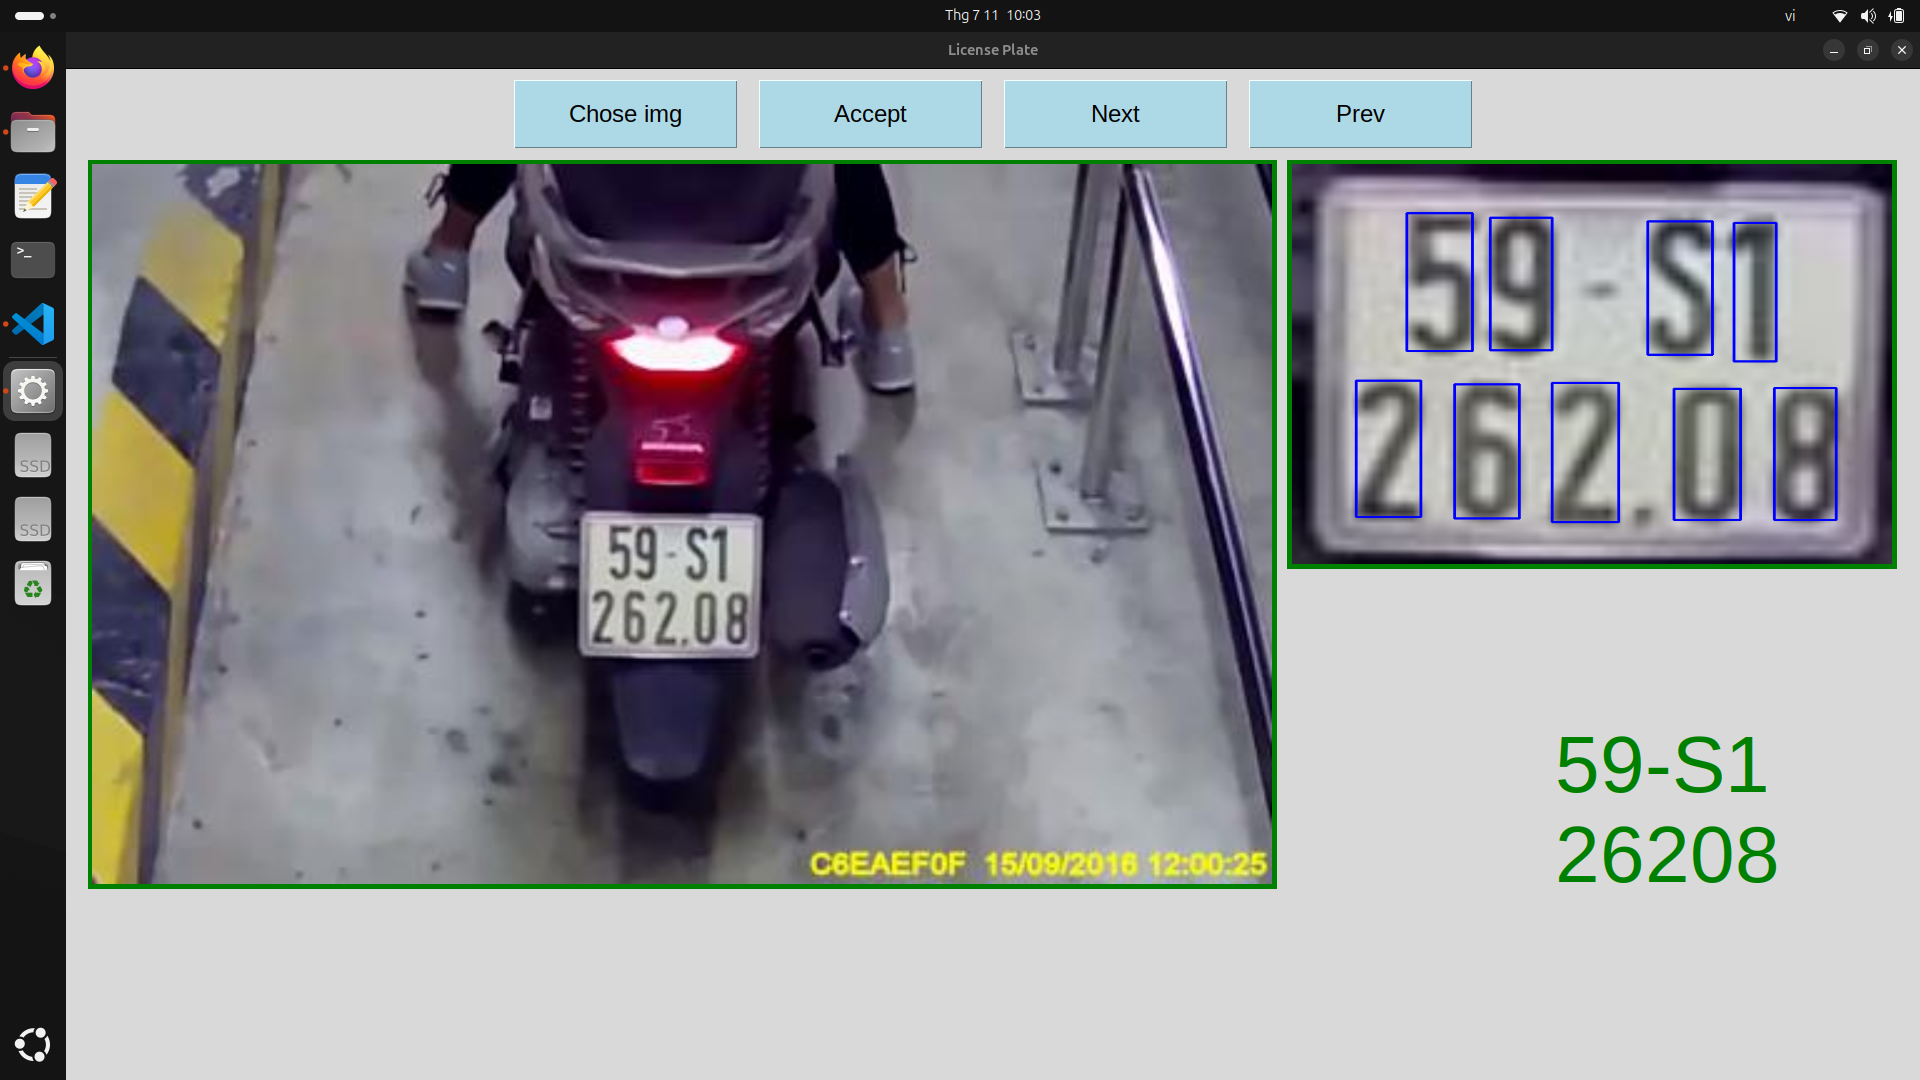 Thg 7 11 10:03
vi
License Plate
Chose img
Accept
Next
Prev
59-S1
262.08
C6EAEF0F 15/09/2016 12:00:25
59-S1
262.08
59-S1
26208
>_
SSD
SSD